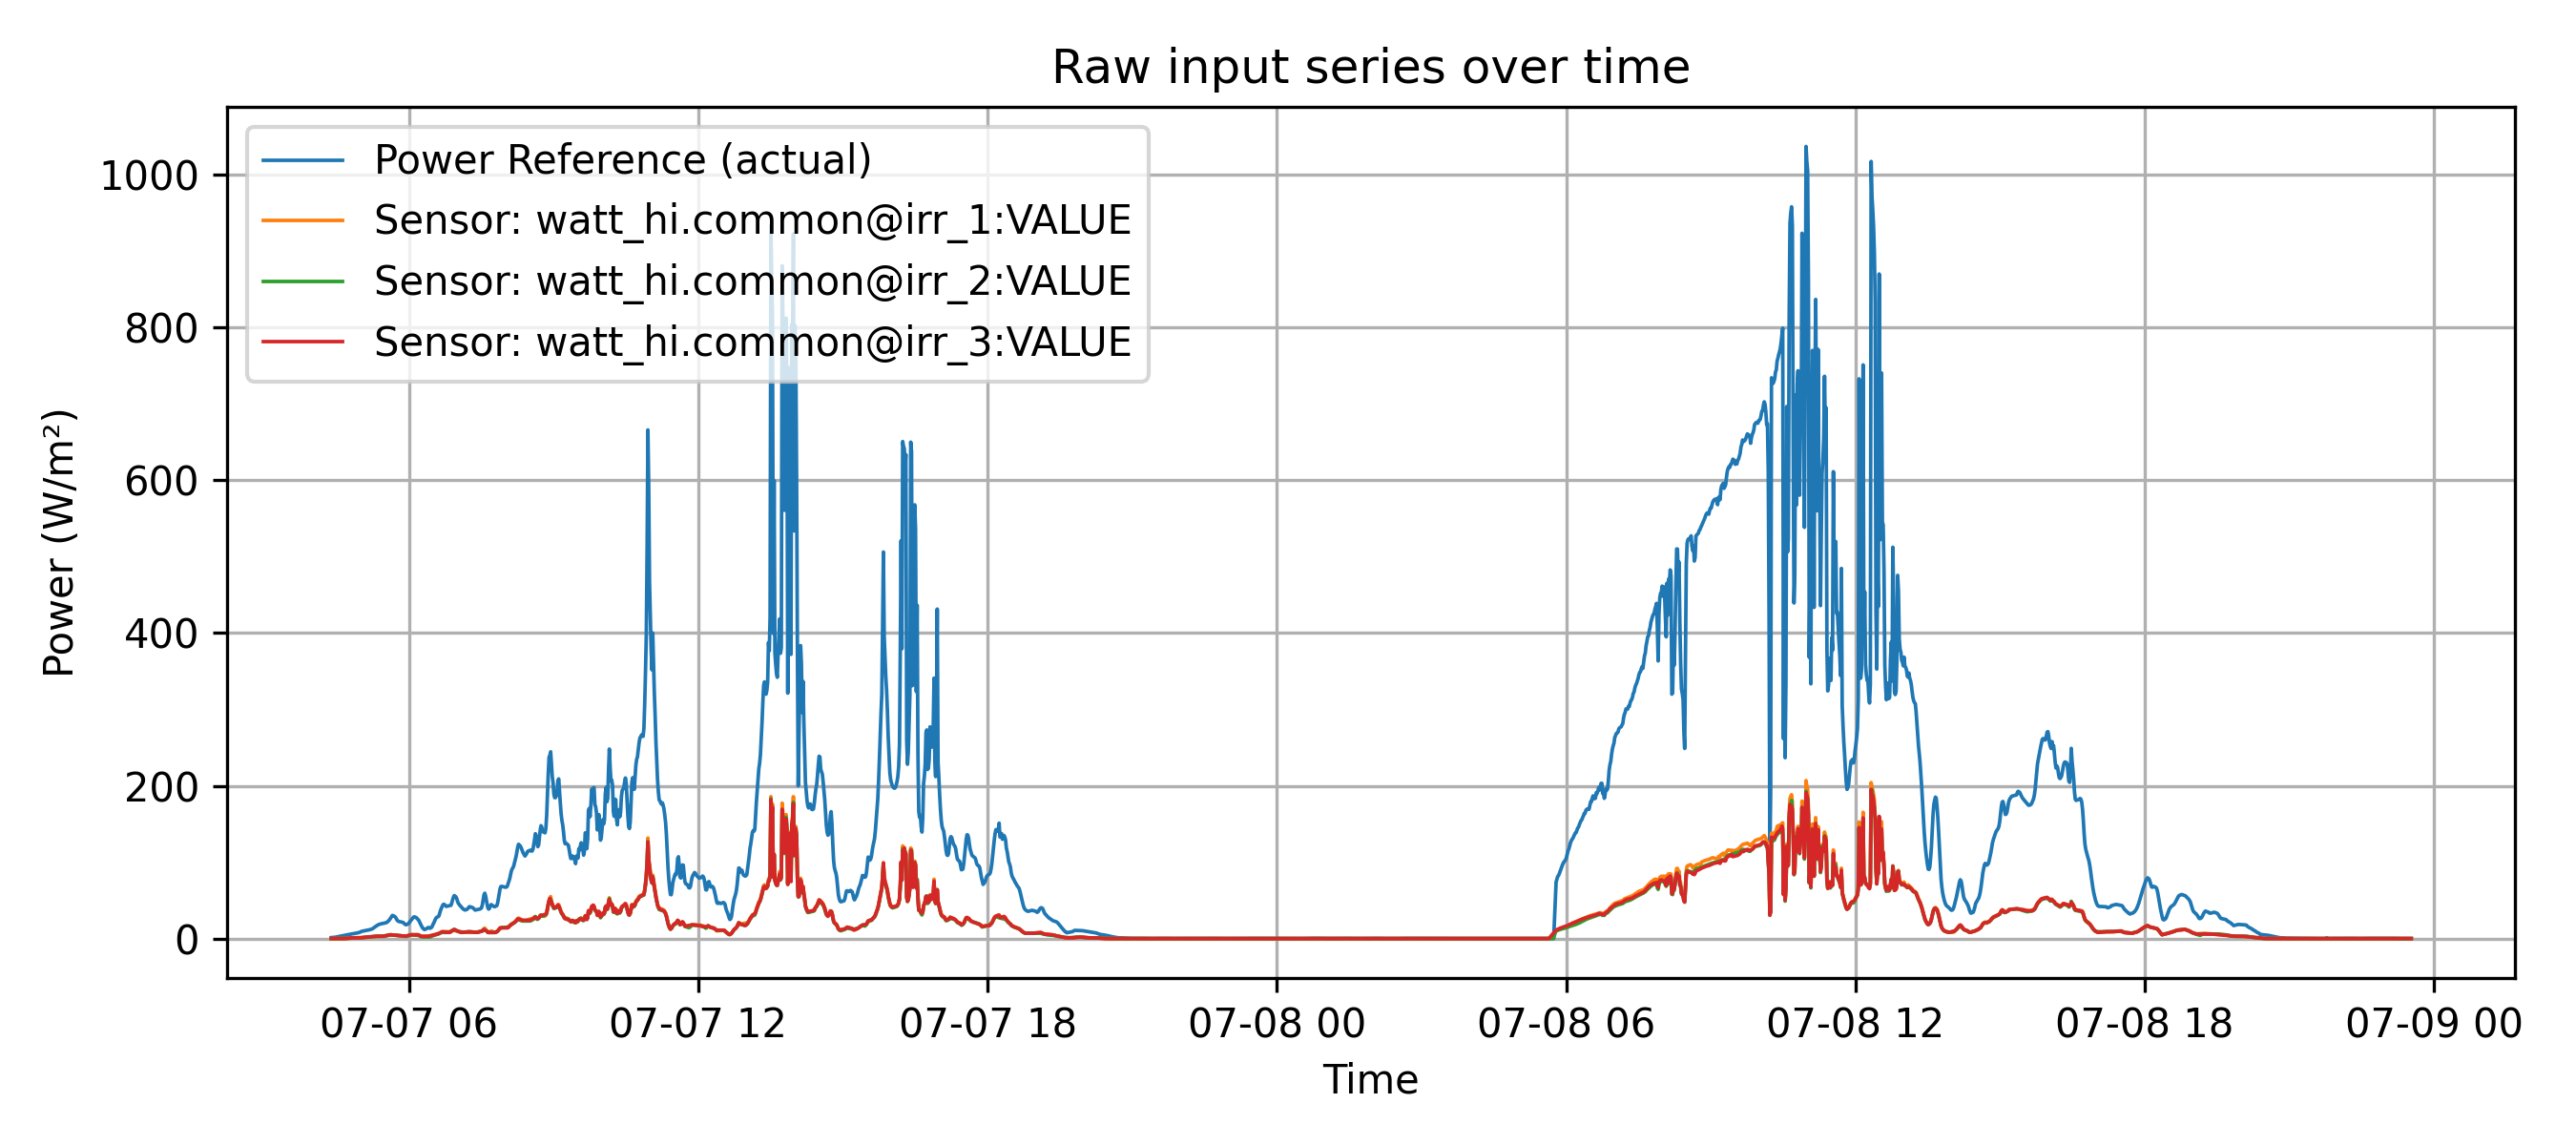 Raw input series over time
Power Reference (actual)
Sensor: watt_hi.common@irr_1:VALUE
Sensor: watt_hi.common@irr_2:VALUE
Sensor: watt_hi.common@irr_3:VALUE
1000
800
600
400
200
0
Power (W/m²)
07-07 06 07-07 12 07-07 18 07-08 00 07-08 06 07-08 12 07-08 18 07-09 00
Time